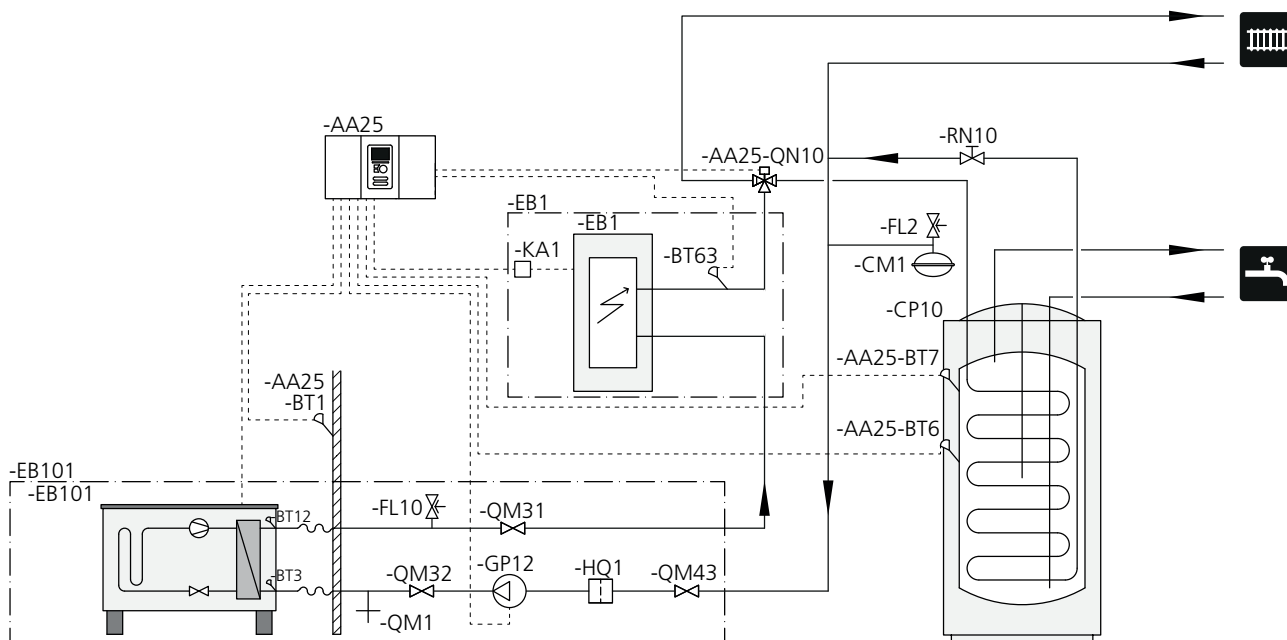 -AA25
-RN10
-AA25-QN10
-EB1
-EB1
-FL2
-KA1
-BT63
-CM1
-CP10
-AA25-BT7
-AA25
-BT1
-AA25-BT6
-EB101
-EB101
-BT12
-FL10
-QM31
-BT3
-QM32
-GP12
-HQ1
-QM43
-QM1